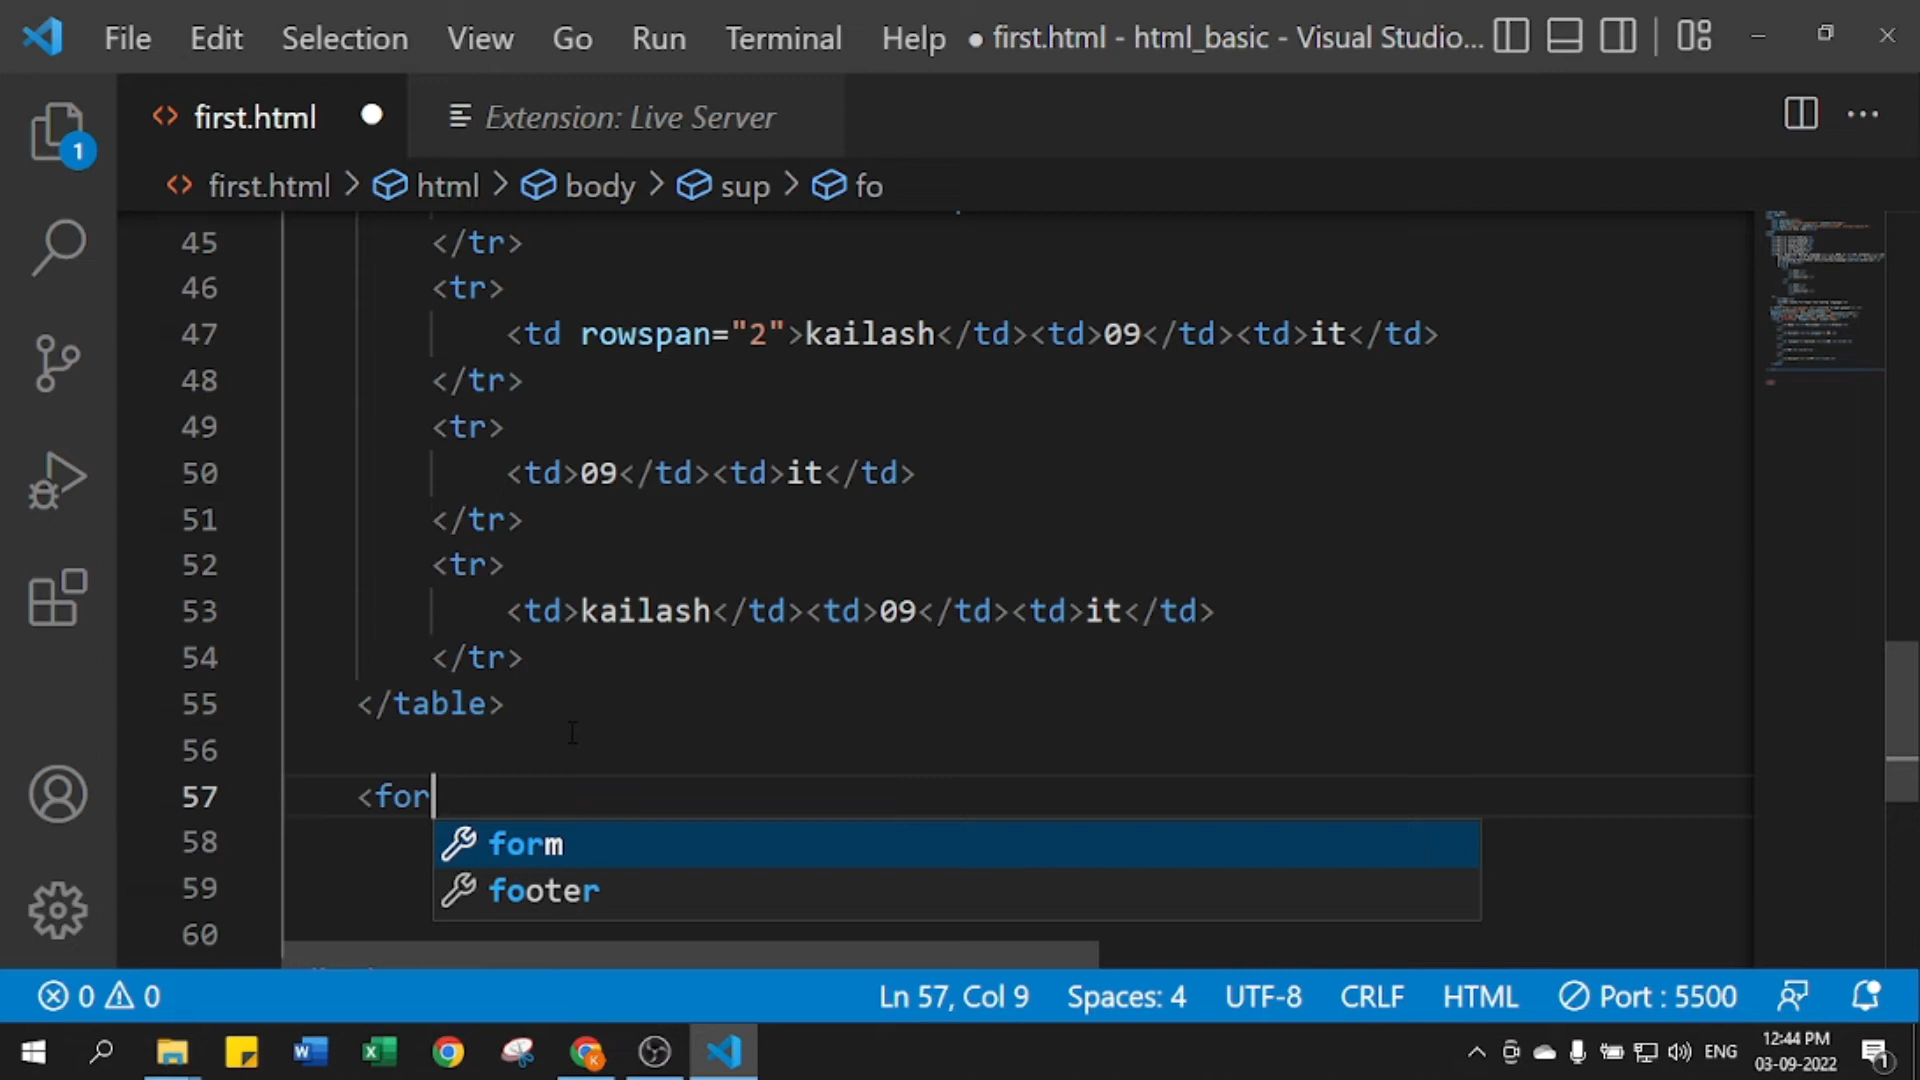 File Edit Selection View Go Run Terminal Help ● first.html - html_basic - Visual Studio...
first.html ● Extension: Live Server ...
1
first.html > html > body > sup > fo
45 </tr>
46 <tr>
47 <td rowspan="2">kailash</td><td>09</td><td>it</td>
48 </tr>
49 <tr>
50 <td>09</td><td>it</td>
51 </tr>
52 <tr>
53 <td>kailash</td><td>09</td><td>it</td>
54 </tr>
55 </table>
56
57 <for
58 form
59 footer
60
0 0 Ln 57, Col 9 Spaces: 4 UTF-8 CRLF HTML Port : 5500
ENG 12:44 PM
03-09-2022 1